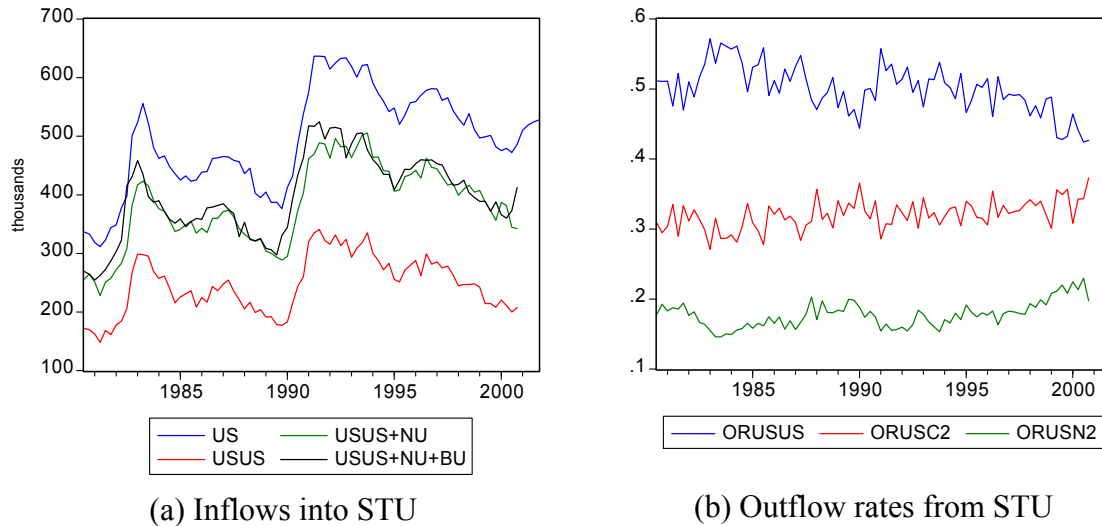 700
600
500
400
300
200
100
thousands
1985 1990 1995 2000
US USUS+NU
USUS USUS+NU+BU
(a) Inflows into STU
.6
.5
.4
.3
.2
.1
1985 1990 1995 2000
ORUSUS ORUSC2 ORUSN2
(b) Outflow rates from STU